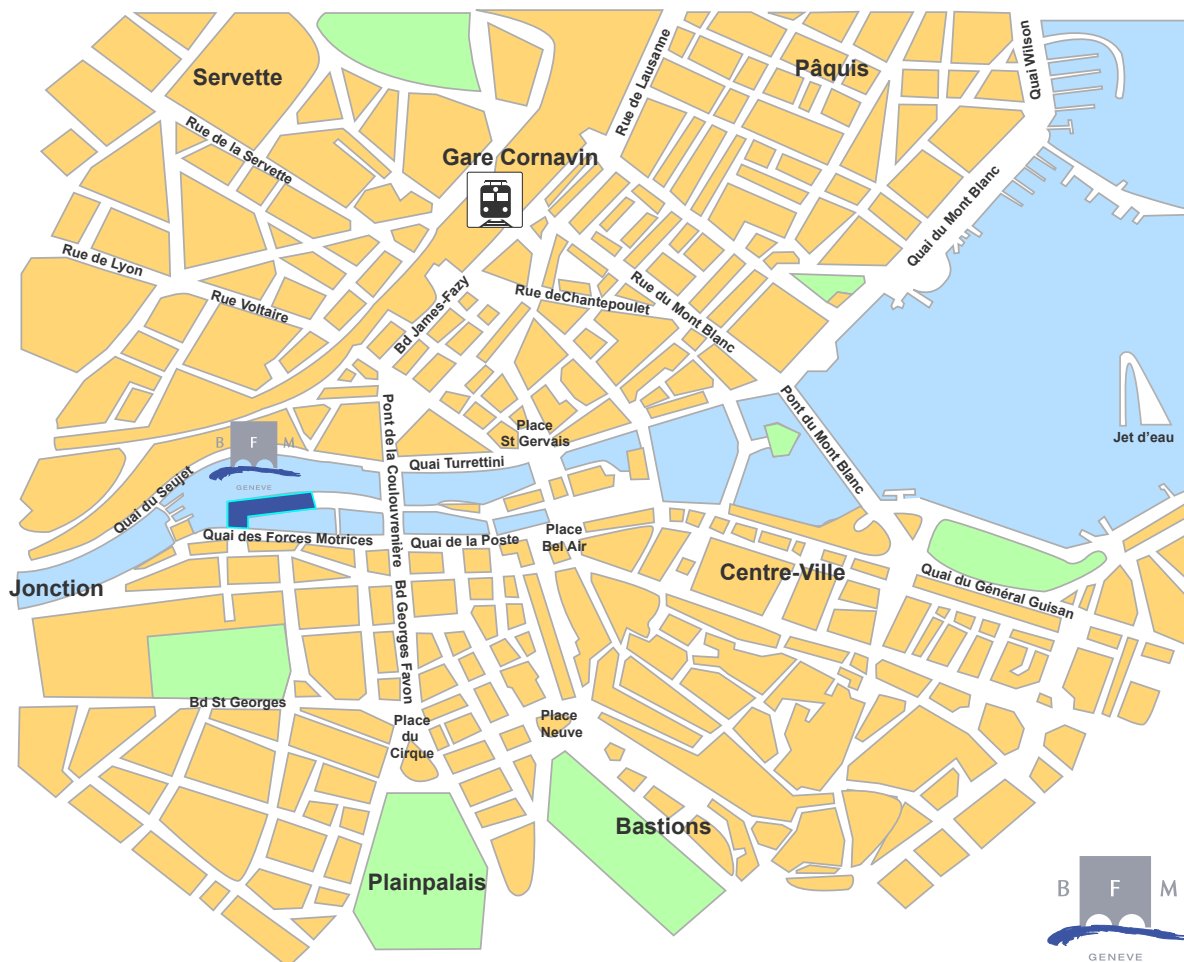 Servette
Pâquis
Quai Wilson
Rue de Lausanne
Rue de la Servette
Gare Cornavin
Quai du Mont Blanc
Rue de Lyon
Rue Voltaire
Bd James-Fazy
Rue deChantepoulet
Rue du Mont Blanc
Pont du Mont Blanc
Jet d'eau
Place
St Gervais
Pont de la Coulouvrenière
B F M
GENEVE
Quai Turrettini
Quai du Seujet
Quai des Forces Motrices
Quai de la Poste
Place
Bel Air
Jonction
Centre-Ville
Quai du Général Guisan
Bd Georges Favon
Bd St Georges
Place
du
Cirque
Place
Neuve
Bastions
Plainpalais
B F M
GENEVE